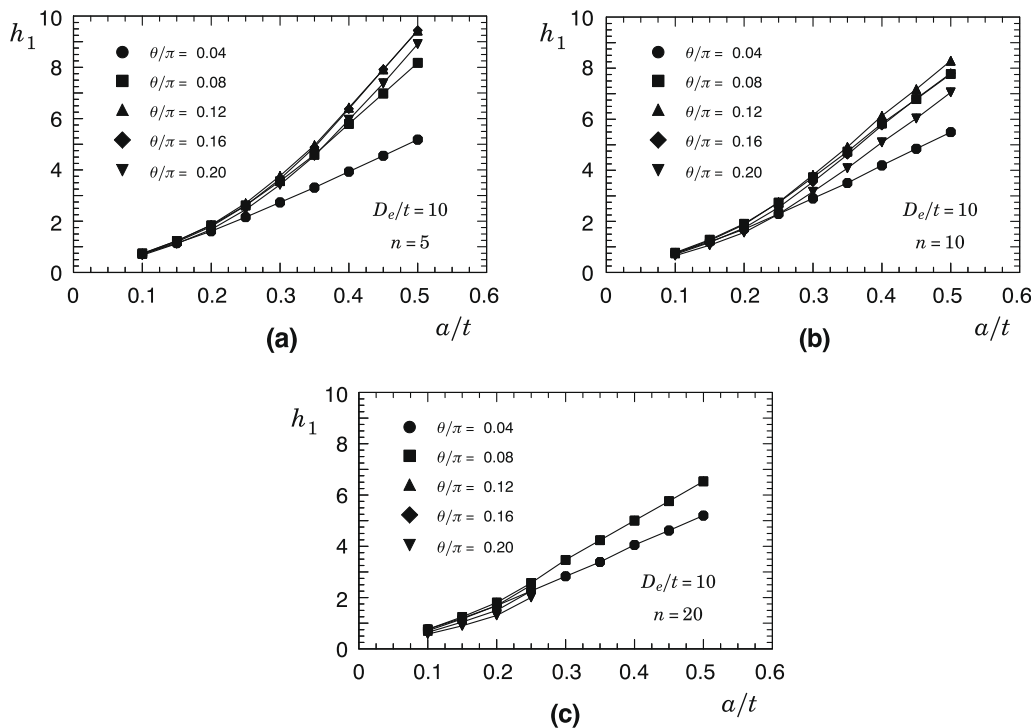 h1
10
8
6
4
2
0
θ/π = 0.04
θ/π = 0.08
θ/π = 0.12
θ/π = 0.16
θ/π = 0.20
De/t = 10
n = 5
0 0.1 0.2 0.3 0.4 0.5 0.6
a/t
(a)
h1
10
8
6
4
2
0
θ/π = 0.04
θ/π = 0.08
θ/π = 0.12
θ/π = 0.16
θ/π = 0.20
De/t = 10
n = 10
0 0.1 0.2 0.3 0.4 0.5 0.6
a/t
(b)
h1
10
8
6
4
2
0
θ/π = 0.04
θ/π = 0.08
θ/π = 0.12
θ/π = 0.16
θ/π = 0.20
De/t = 10
n = 20
0 0.1 0.2 0.3 0.4 0.5 0.6
a/t
(c)